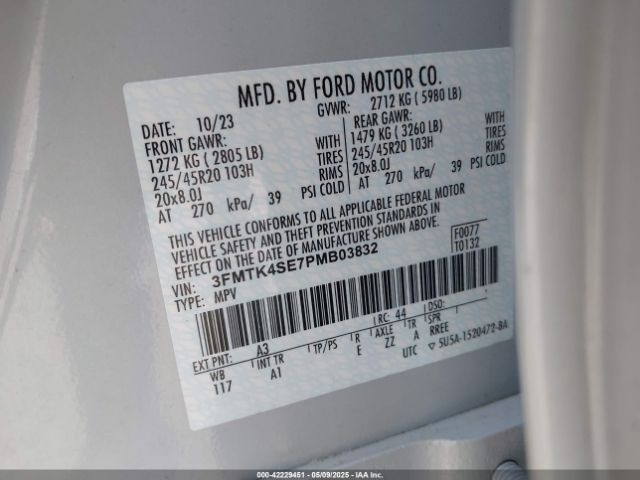 MFD. BY FORD MOTOR CO.
DATE: 10/23 GVWR: 2712 KG ( 5980 LB)
FRONT GAWR: REAR GAWR:
1272 KG ( 2805 LB) WITH 1479 KG ( 3260 LB) WITH
245/45R20 103H TIRES 245/45R20 103H TIRES
20x8.0J RIMS 20x8.0J RIMS
AT 270 kPa/ 39 PSI COLD AT 270 kPa/ 39 PSI COLD
THIS VEHICLE CONFORMS TO ALL APPLICABLE FEDERAL MOTOR
VEHICLE SAFETY AND THEFT PREVENTION STANDARDS IN
EFFECT ON THE DATE OF MANUFACTURE SHOWN ABOVE.
VIN: 3FMTK4SE7PMB03832 F0077
TYPE: MPV T0132
EXT PNT: A3 RC: 44 DSO:
WB INT TR TP/PS R AXLE TR SPR
117 A1 E ZZ A RREE
UTC ▽ 5U5A-1520472-BA
000-42229451 - 05/09/2025 - IAA Inc.